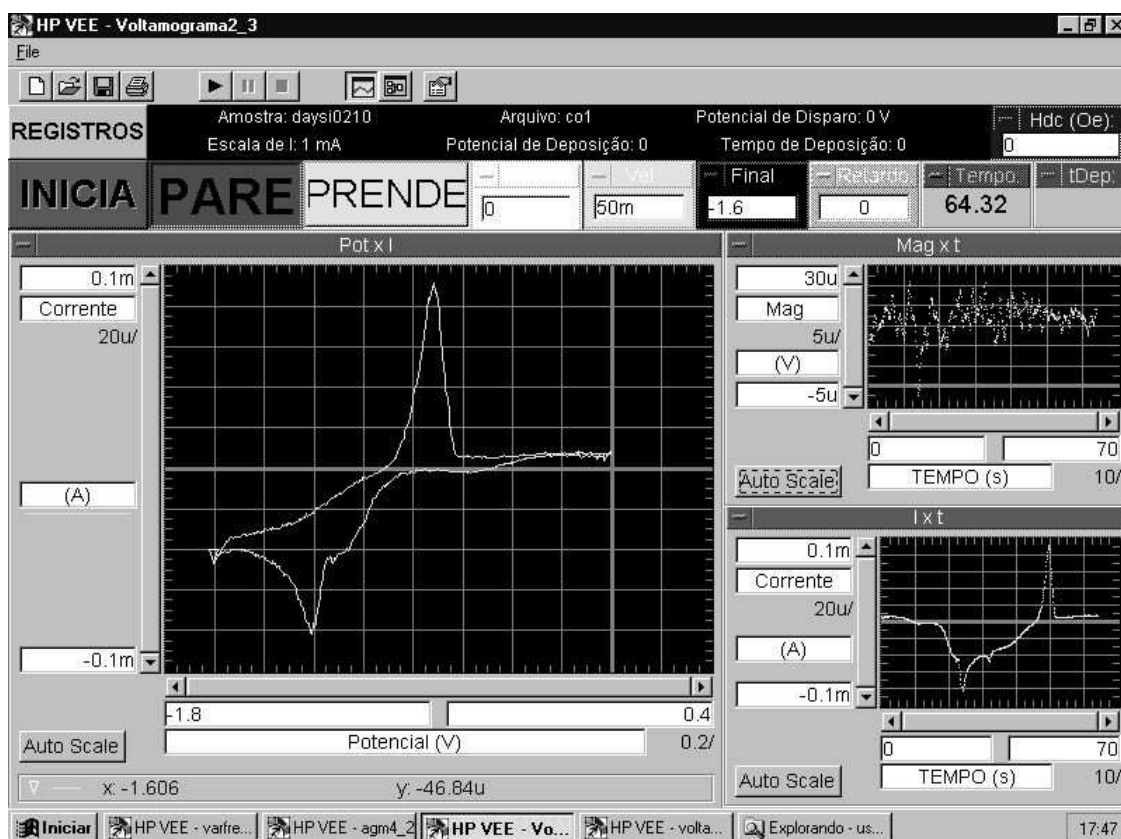 HP VEE - Voltamograma2_3
File
REGISTROS
Amostra: daysi0210 Arquivo: co1 Potencial de Disparo: 0 V
Escala de I: 1 mA Potencial de Deposição: 0 Tempo de Deposição: 0
Hdc (Oe):
0
INICIA PARE PRENDE
0
Vel
50m
Final
-1.6
Retardo
0
Tempo
64.32
tDep:
Pot x I
0.1m
Corrente
20u/
(A)
-0.1m
-1.8 0.4
Auto Scale Potencial (V) 0.2/
x: -1.606 y: -46.84u
Mag x t
30u
Mag
5u/
(V)
-5u
0 70
Auto Scale TEMPO (s) 10/
I x t
0.1m
Corrente
20u/
(A)
-0.1m
0 70
Auto Scale TEMPO (s) 10/
Iniciar HP VEE - varfre... HP VEE - agm4_2 HP VEE - Vo... HP VEE - volta... Explorando - us... 17:47